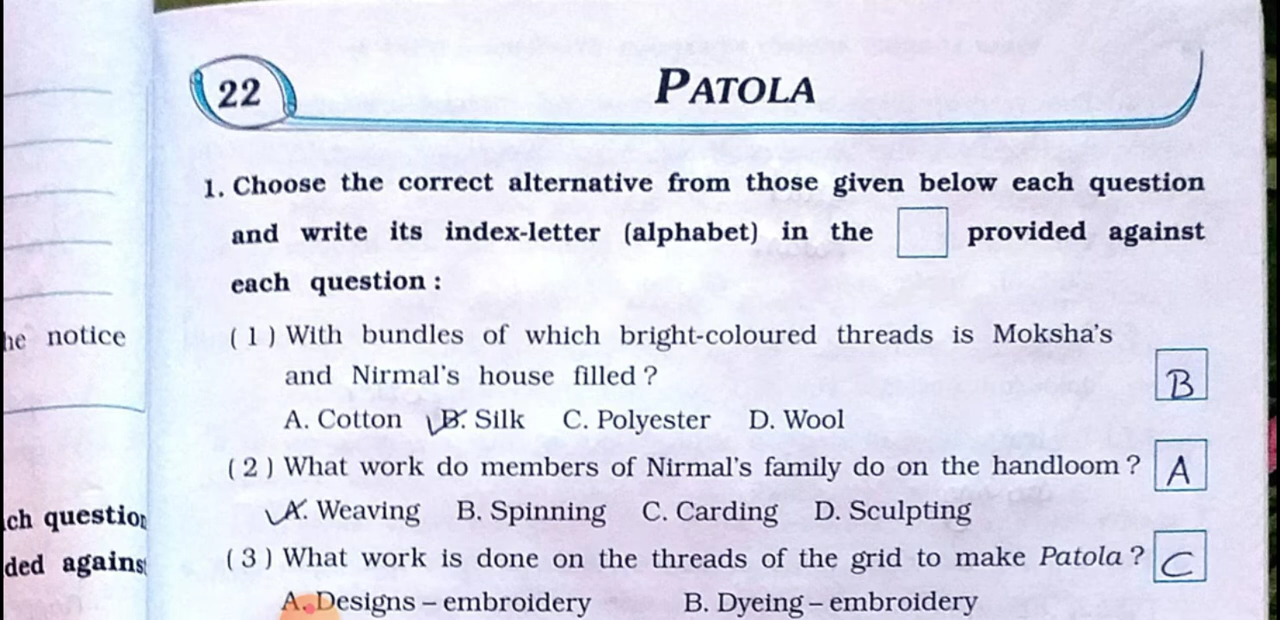 22
PATOLA
1. Choose the correct alternative from those given below each question
and write its index-letter (alphabet) in the provided against
each question :
( 1 ) With bundles of which bright-coloured threads is Moksha's
and Nirmal's house filled ?
B
A. Cotton B. Silk C. Polyester D. Wool
( 2 ) What work do members of Nirmal's family do on the handloom ? A
A. Weaving B. Spinning C. Carding D. Sculpting
( 3 ) What work is done on the threads of the grid to make Patola ? C
A. Designs – embroidery B. Dyeing – embroidery
he notice
ch question
ded against